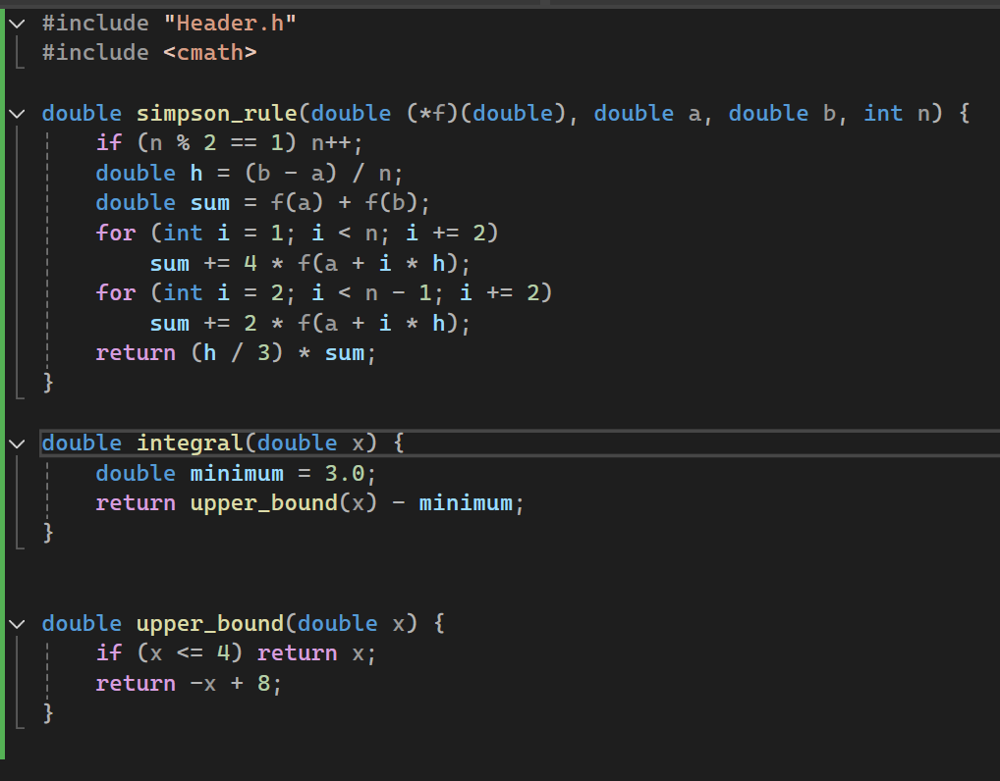 #include "Header.h"
#include <cmath>
double simpson_rule(double (*f)(double), double a, double b, int n) {
    if (n % 2 == 1) n++;
    double h = (b - a) / n;
    double sum = f(a) + f(b);
    for (int i = 1; i < n; i += 2)
        sum += 4 * f(a + i * h);
    for (int i = 2; i < n - 1; i += 2)
        sum += 2 * f(a + i * h);
    return (h / 3) * sum;
}
double integral(double x) {
    double minimum = 3.0;
    return upper_bound(x) - minimum;
}
double upper_bound(double x) {
    if (x <= 4) return x;
    return -x + 8;
}